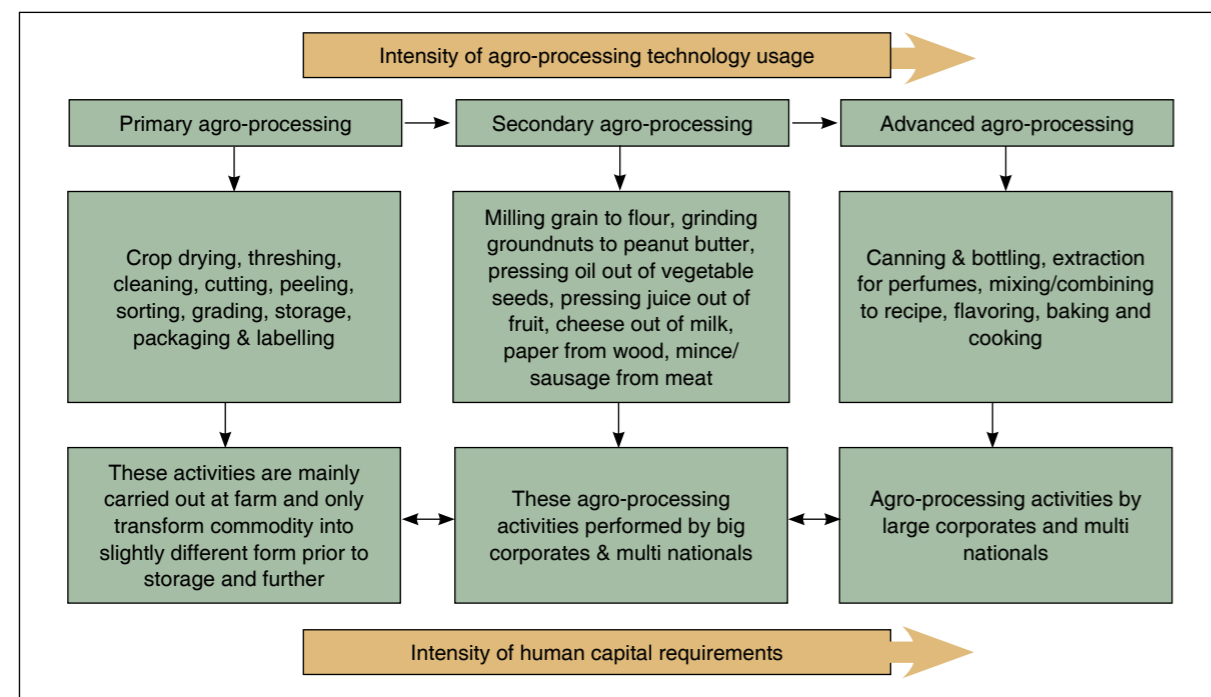 Intensity of agro-processing technology usage
Primary agro-processing
Secondary agro-processing
Advanced agro-processing
Crop drying, threshing,
cleaning, cutting, peeling,
sorting, grading, storage,
packaging & labelling
Milling grain to flour, grinding
groundnuts to peanut butter,
pressing oil out of vegetable
seeds, pressing juice out of
fruit, cheese out of milk,
paper from wood, mince/
sausage from meat
Canning & bottling, extraction
for perfumes, mixing/combining
to recipe, flavoring, baking and
cooking
These activities are mainly
carried out at farm and only
transform commodity into
slightly different form prior to
storage and further
These agro-processing
activities performed by big
corporates & multi nationals
Agro-processing activities by
large corporates and multi
nationals
Intensity of human capital requirements